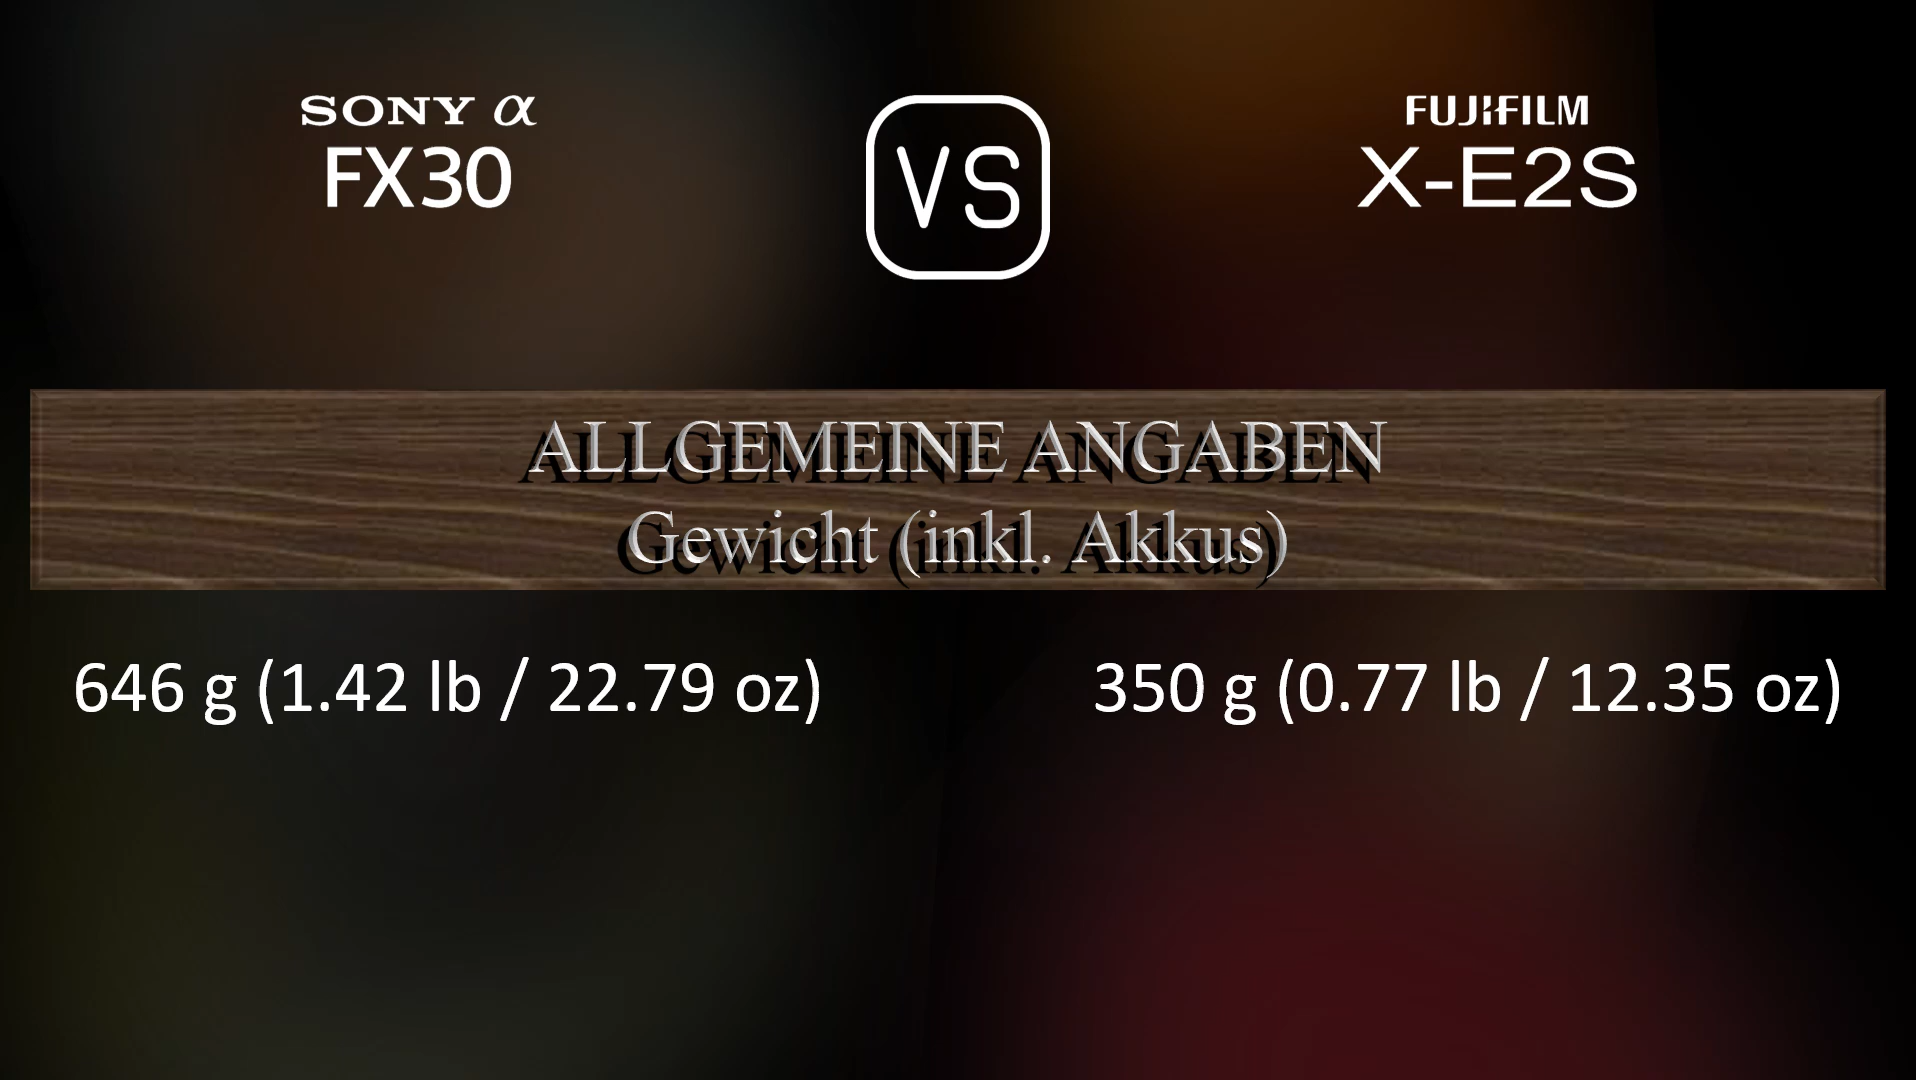 SONY α
FX30
VS
FUJIFILM
X-E2S
ALLGEMEINE ANGABEN
Gewicht (inkl. Akkus)
646 g (1.42 lb / 22.79 oz)
350 g (0.77 lb / 12.35 oz)